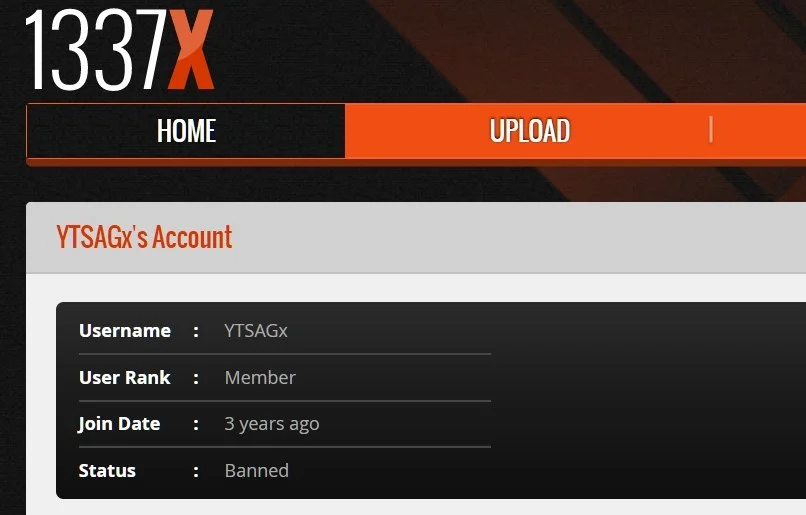 1337X
HOME UPLOAD |
YTSAGx's Account
Username : YTSAGx
User Rank : Member
Join Date : 3 years ago
Status : Banned